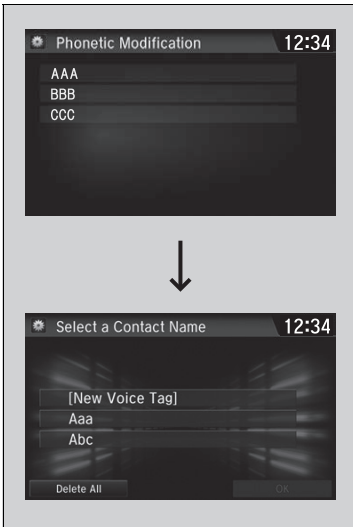 Phonetic Modification 12:34
AAA
BBB
CCC
Select a Contact Name 12:34
[New Voice Tag]
Aaa
Abc
Delete All OK